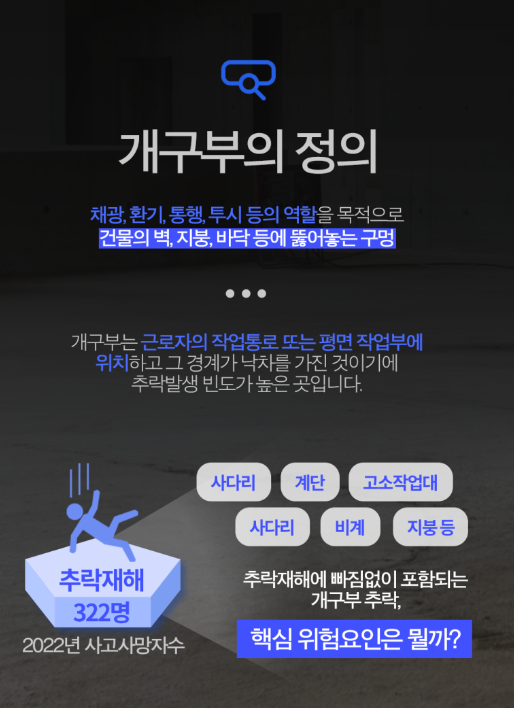 개구부의 정의
채광, 환기, 통행, 투시 등의 역할을 목적으로
건물의 벽, 지붕, 바닥 등에 뚫어놓는 구멍
개구부는 근로자의 작업통로 또는 평면 작업부에
위치하고 그 경계가 낙차를 가진 것이기에
추락발생 빈도가 높은 곳입니다.
사다리 계단 고소작업대
사다리 비계 지붕 등
추락재해
322명
2022년 사고사망자수
추락재해에 빠짐없이 포함되는
개구부 추락,
핵심 위험요인은 뭘까?